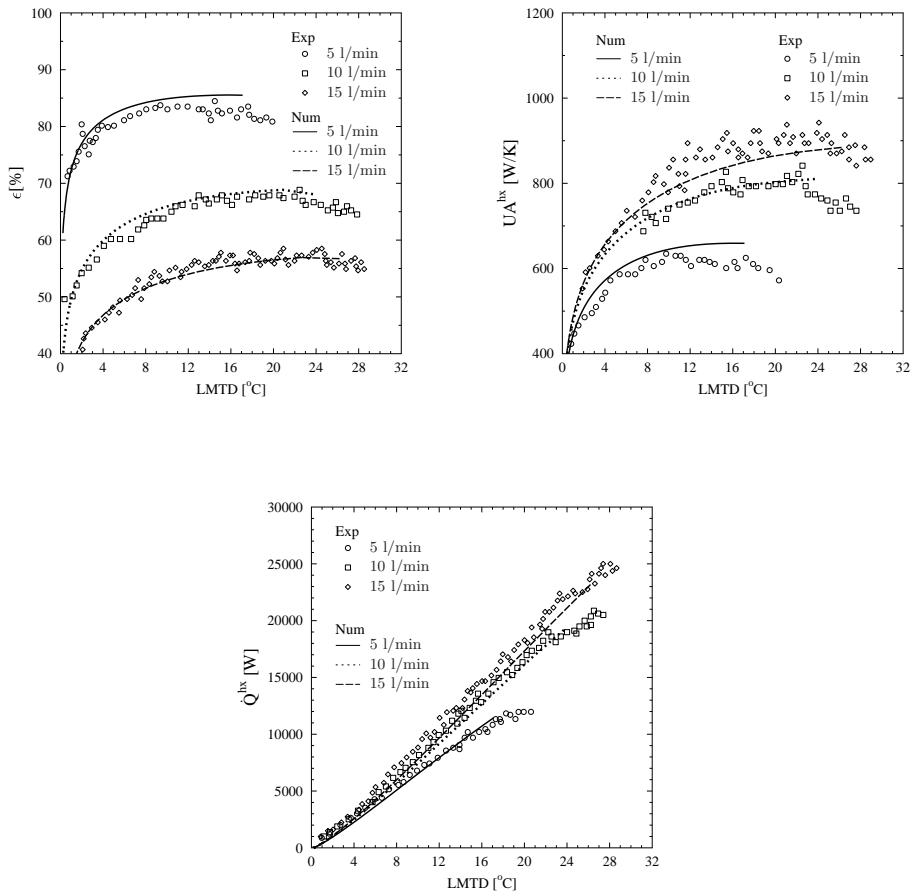 100
90
80
70
60
50
40
ϵ[%]
0 4 8 12 16 20 24 28 32
LMTD [°C]
Exp
5 l/min
10 l/min
15 l/min
Num
5 l/min
10 l/min
15 l/min
1200
1000
800
600
400
UA^hx [W/K]
0 4 8 12 16 20 24 28 32
LMTD [°C]
Num
5 l/min
10 l/min
15 l/min
Exp
5 l/min
10 l/min
15 l/min
30000
25000
20000
15000
10000
5000
0
Q̇^hx [W]
0 4 8 12 16 20 24 28 32
LMTD [°C]
Exp
5 l/min
10 l/min
15 l/min
Num
5 l/min
10 l/min
15 l/min